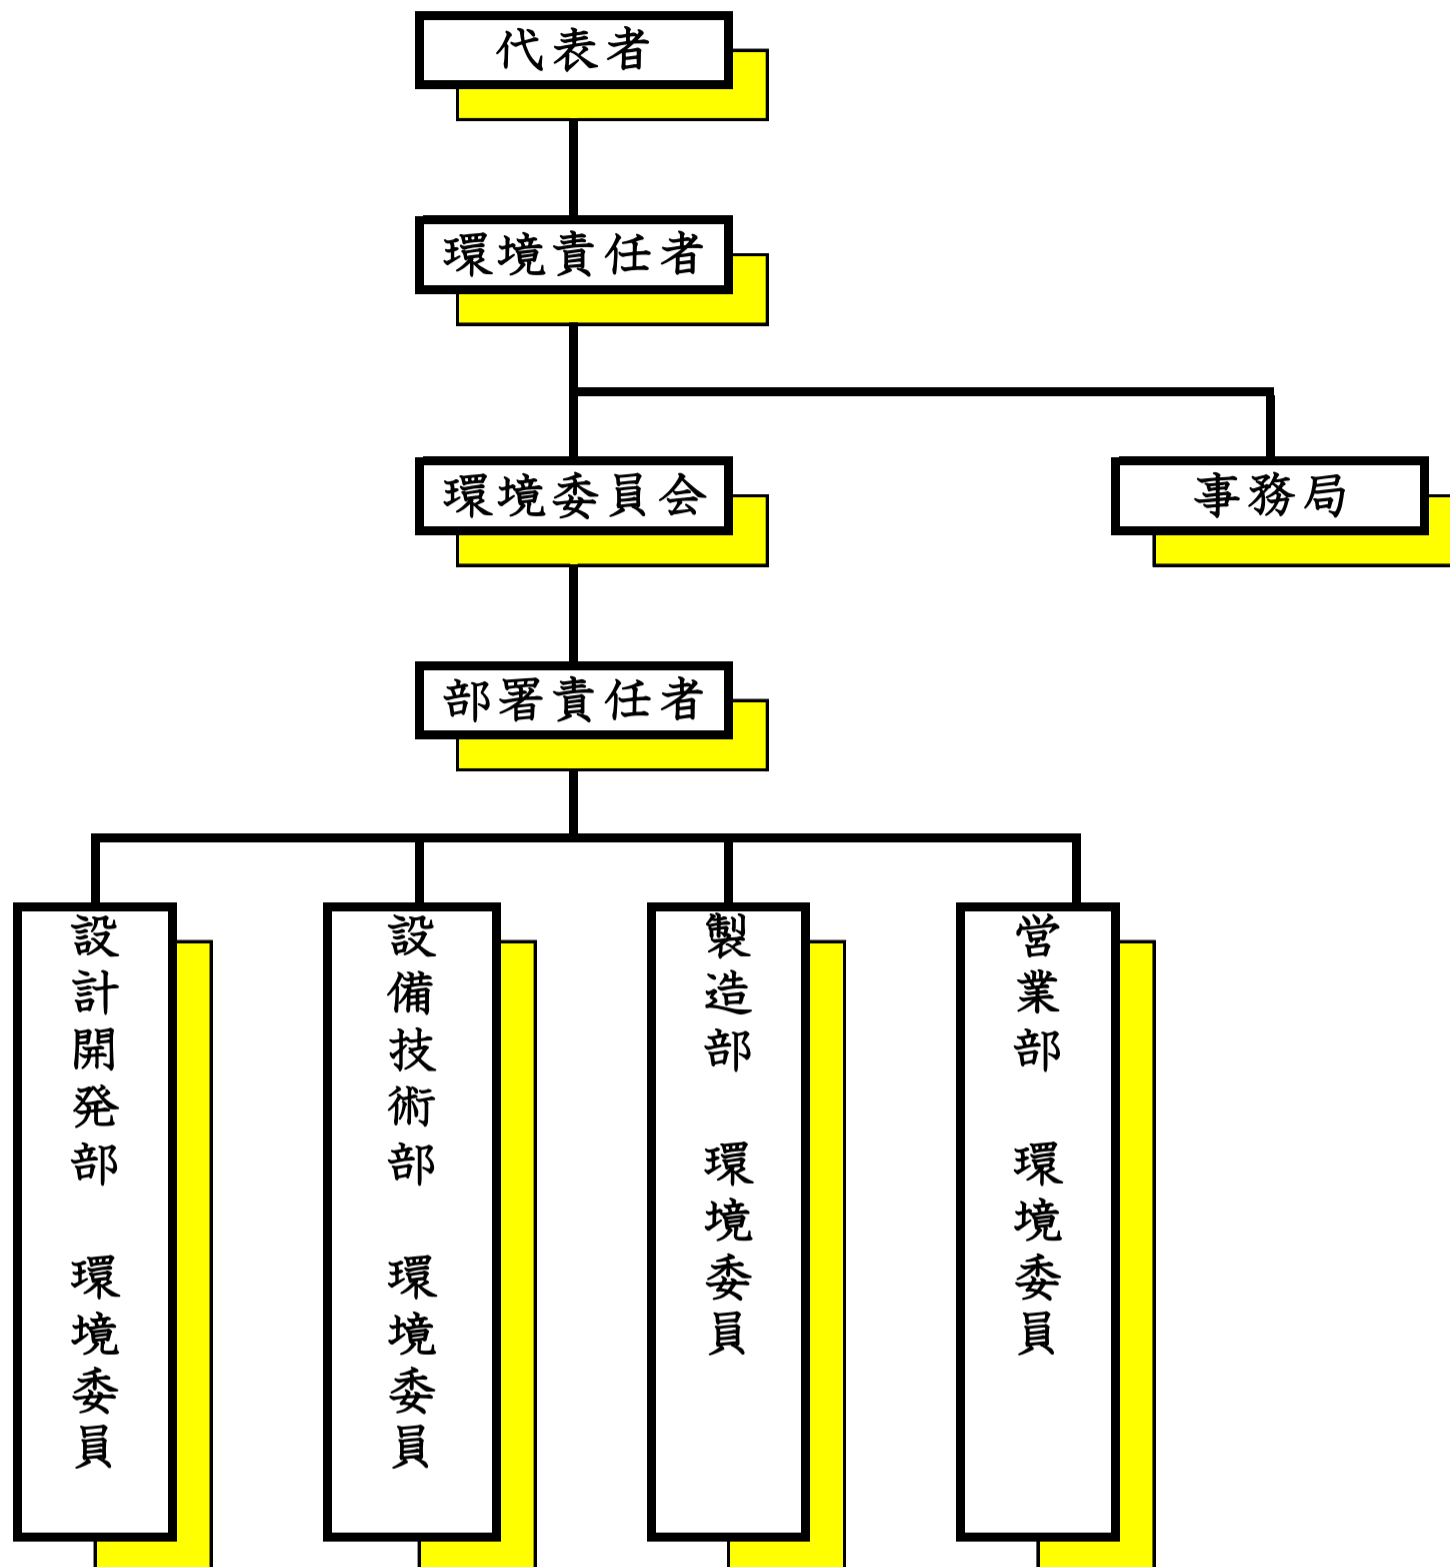 代表者
環境責任者
環境委員会
事務局
部署責任者
設計開発部　環境委員
設備技術部　環境委員
製造部　環境委員
営業部　環境委員